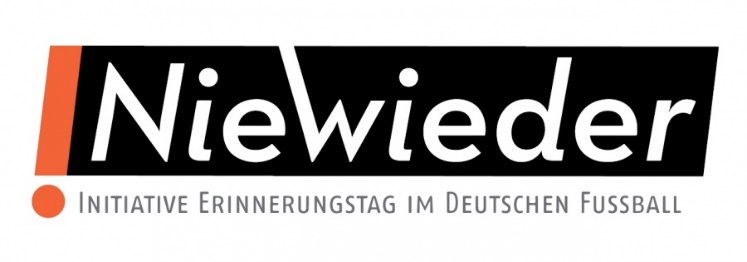 !NieWieder
INITIATIVE ERINNERUNGSTAG IM DEUTSCHEN FUSSBALL